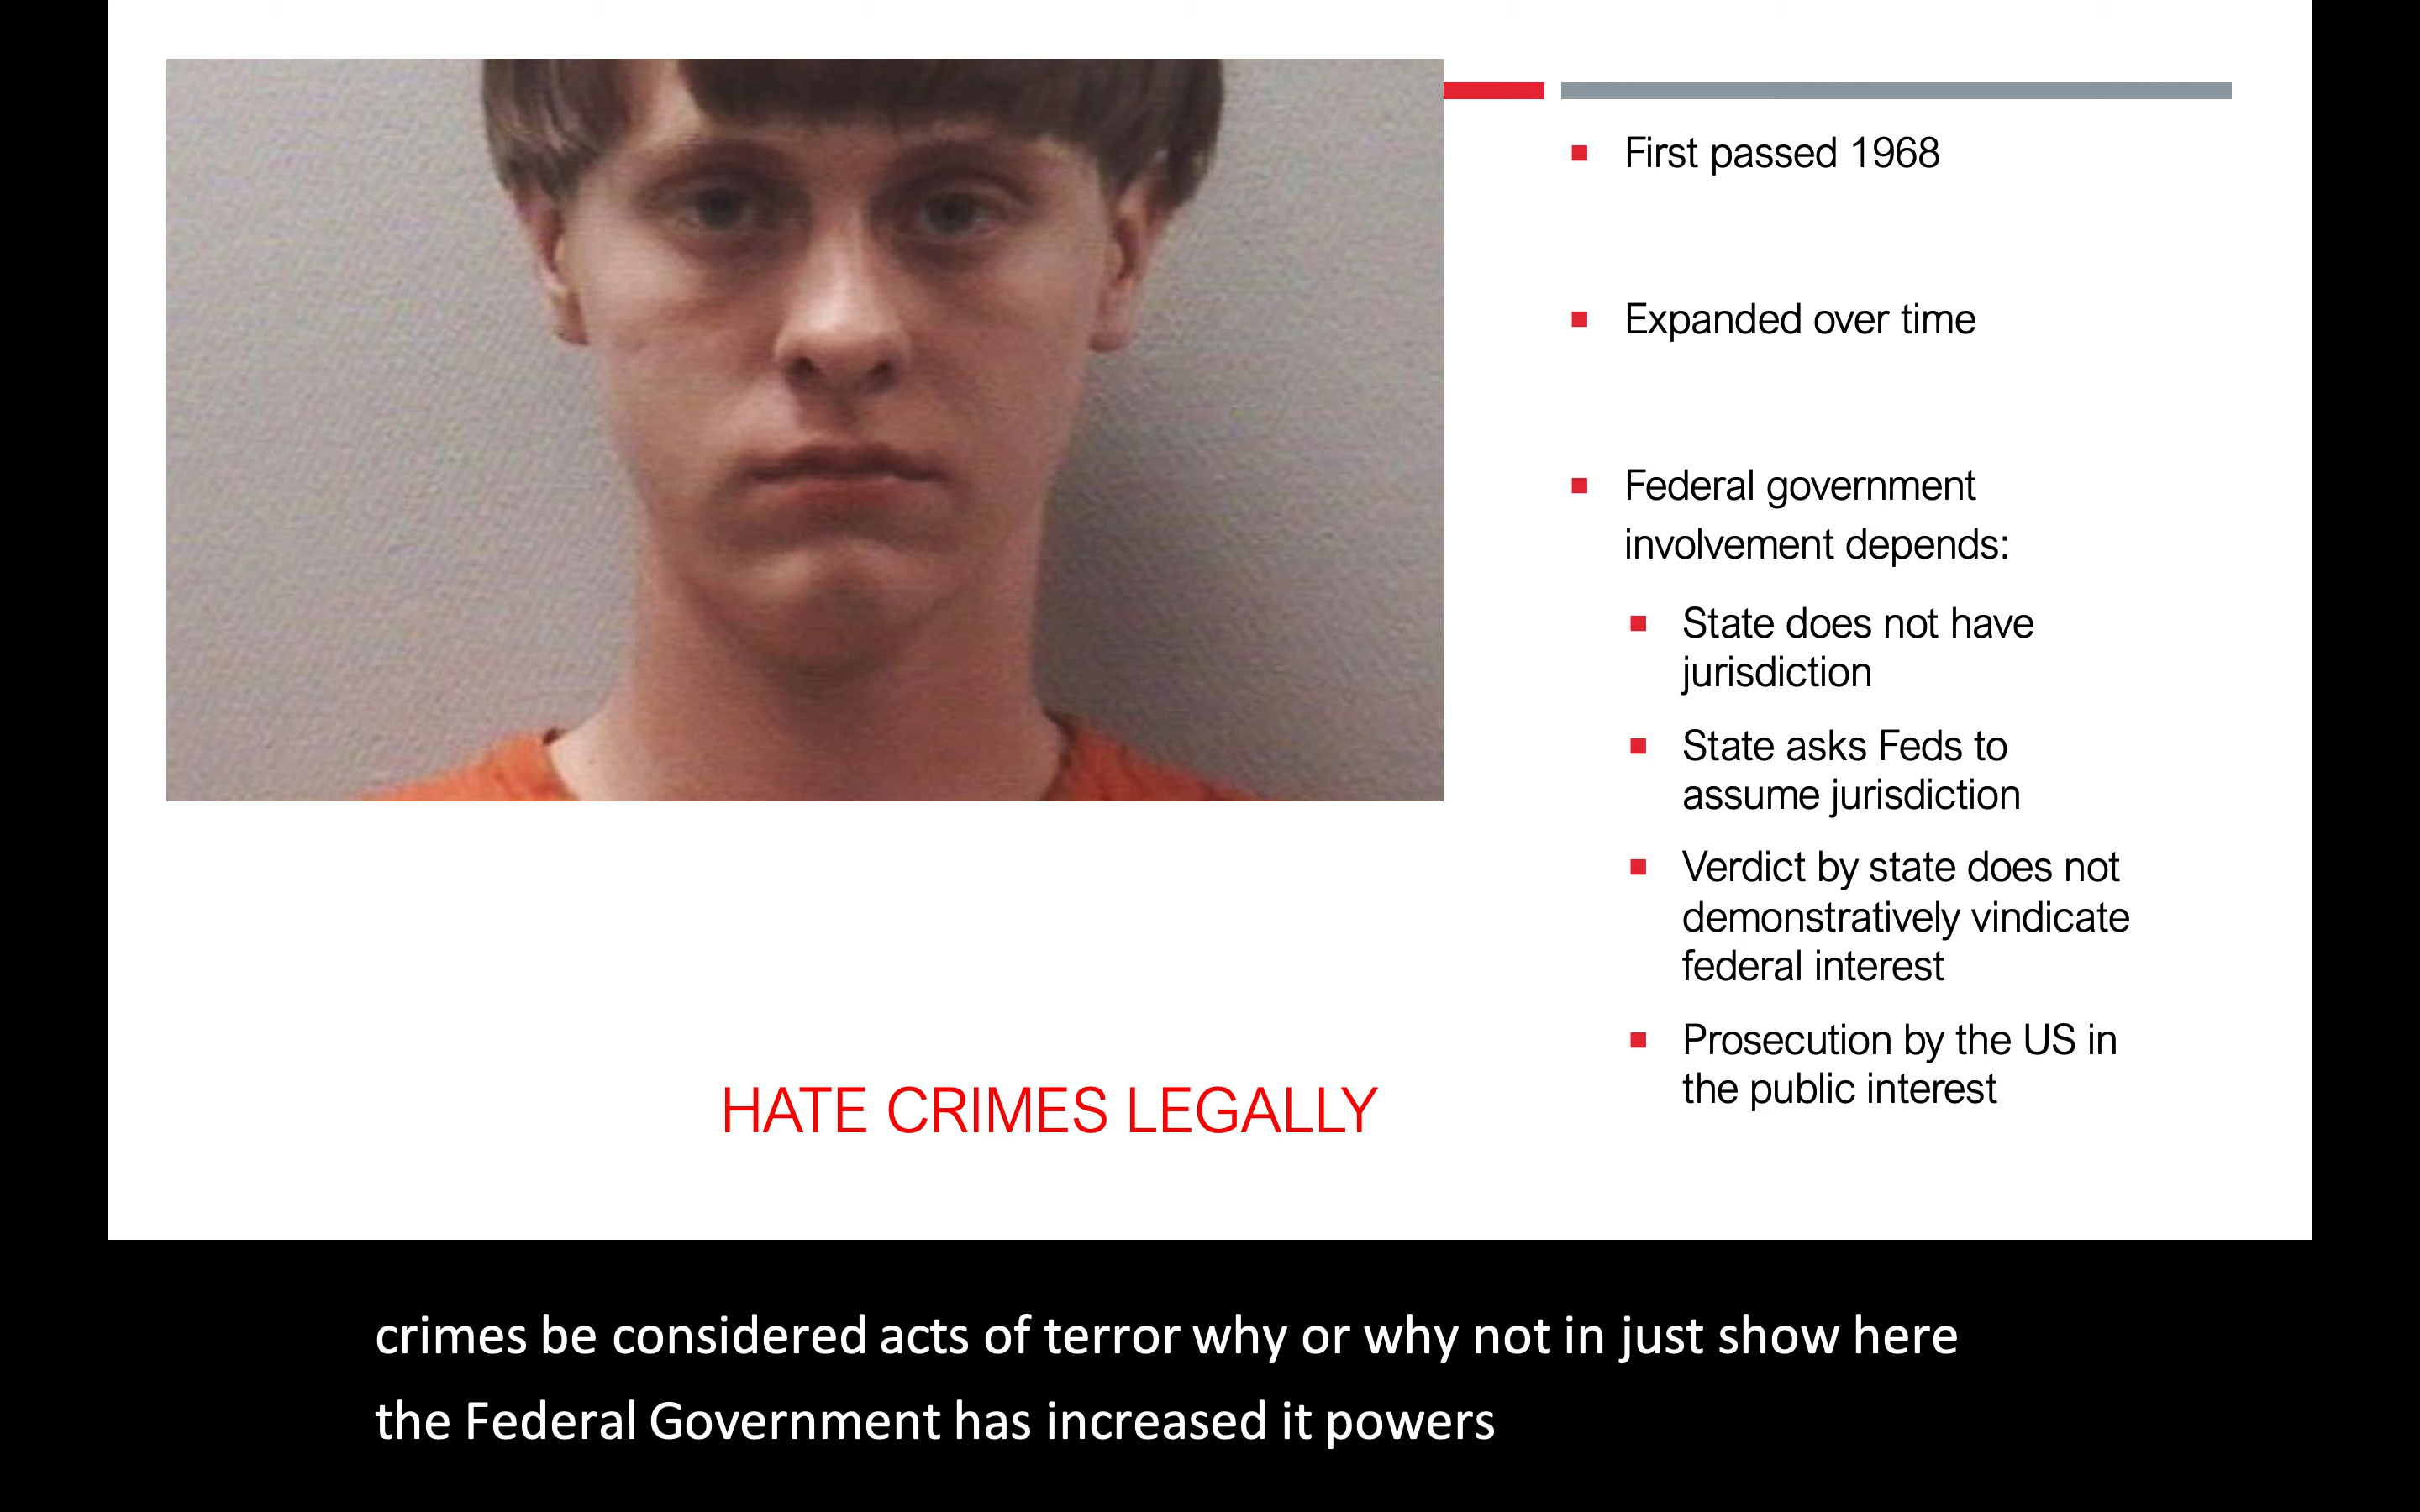 First passed 1968
Expanded over time
Federal government
involvement depends:
State does not have
jurisdiction
State asks Feds to
assume jurisdiction
Verdict by state does not
demonstratively vindicate
federal interest
Prosecution by the US in
the public interest
HATE CRIMES LEGALLY
crimes be considered acts of terror why or why not in just show here
the Federal Government has increased it powers